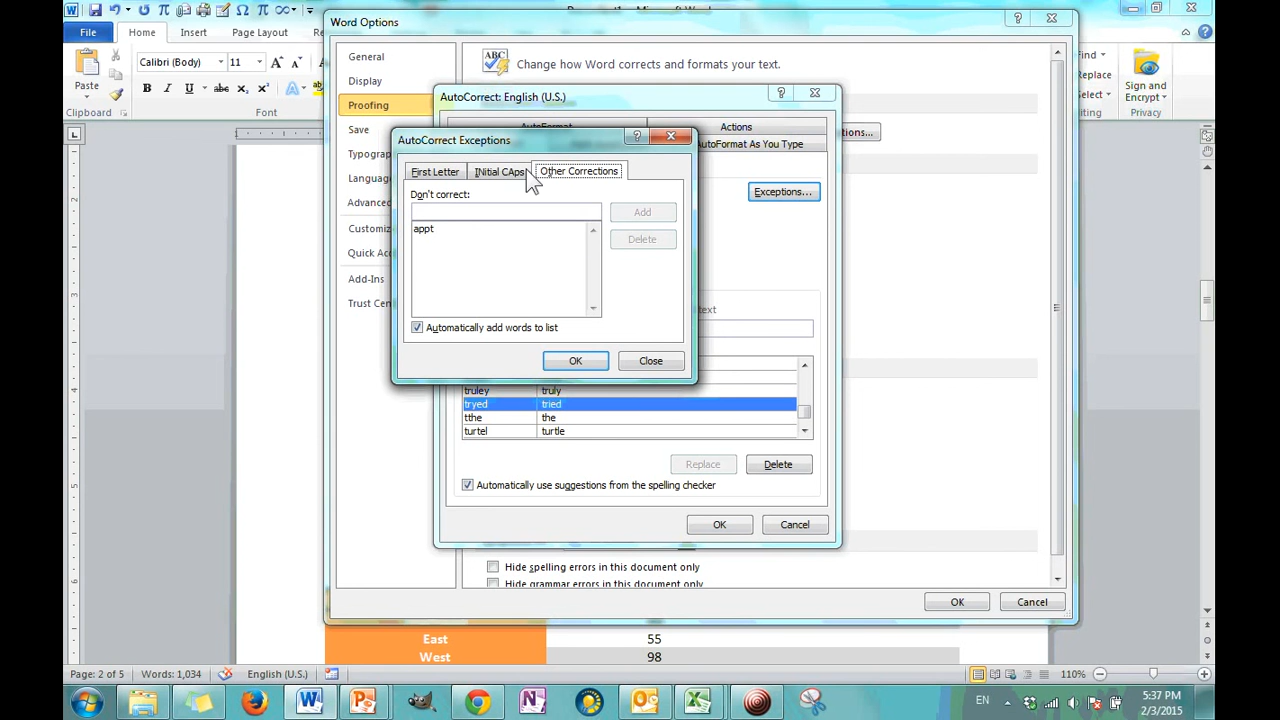 Word Options
File
Home
Insert
Page Layout
Calibri (Body)
11
Paste
Clipboard
Font
Find
Replace
Select
Sign and
Encrypt
Privacy
General
Display
Proofing
Save
Advanced
Add-Ins
ABC
Change how Word corrects and formats your text.
AutoCorrect: English (U.S.)
Actions
AutoFormat As You Type
Exceptions...
AutoCorrect Exceptions
First Letter
INitial CAps
Other Corrections
Don't correct:
Add
appt
Delete
Automatically add words to list
OK
Close
truley truly
tryed tried
tthe the
turtel turtle
Replace
Delete
Automatically use suggestions from the spelling checker
OK
Cancel
Hide spelling errors in this document only
Hide grammar errors in this document only
OK
Cancel
East 55
West 98
Page: 2 of 5
Words: 1,034
English (U.S.)
110%
EN
5:37 PM
2/3/2015